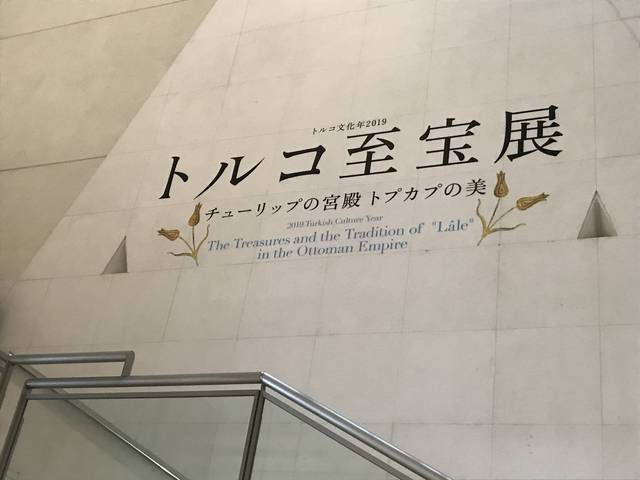 トルコ文化年2019
トルコ至宝展
チューリップの宮殿 トプカプの美
2019 Turkish Culture Year
The Treasures and the Tradition of "Lâle"
in the Ottoman Empire